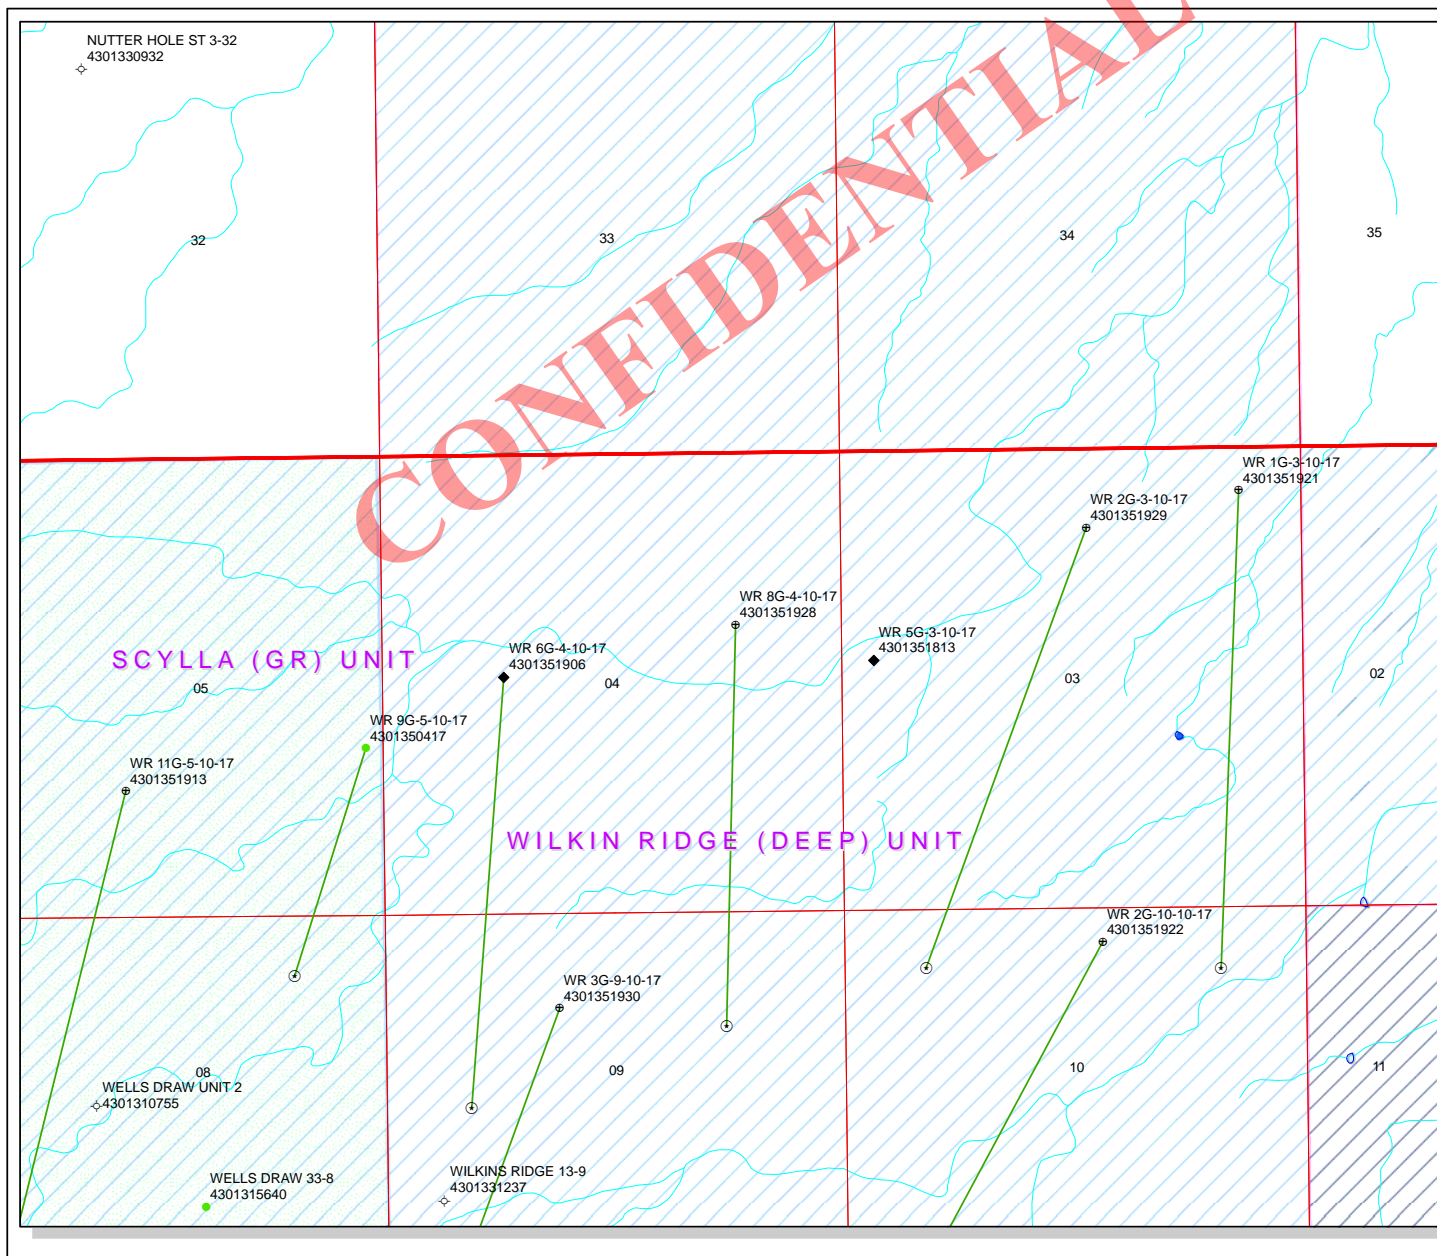 NUTTER HOLE ST 3-32
4301330932
CONFIDENTIAL
32
33
34
35
WR 1G-3-10-17
4301351921
WR 2G-3-10-17
4301351929
WR 8G-4-10-17
4301351928
WR 5G-3-10-17
4301351813
WR 6G-4-10-17
4301351906
SCYLLA (GR) UNIT
05
04
03
02
WR 9G-5-10-17
4301350417
WR 11G-5-10-17
4301351913
WILKIN RIDGE (DEEP) UNIT
WR 2G-10-10-17
4301351922
WR 3G-9-10-17
4301351930
08
09
10
11
WELLS DRAW UNIT 2
4301310755
WELLS DRAW 33-8
4301315640
WILKINS RIDGE 13-9
4301331237